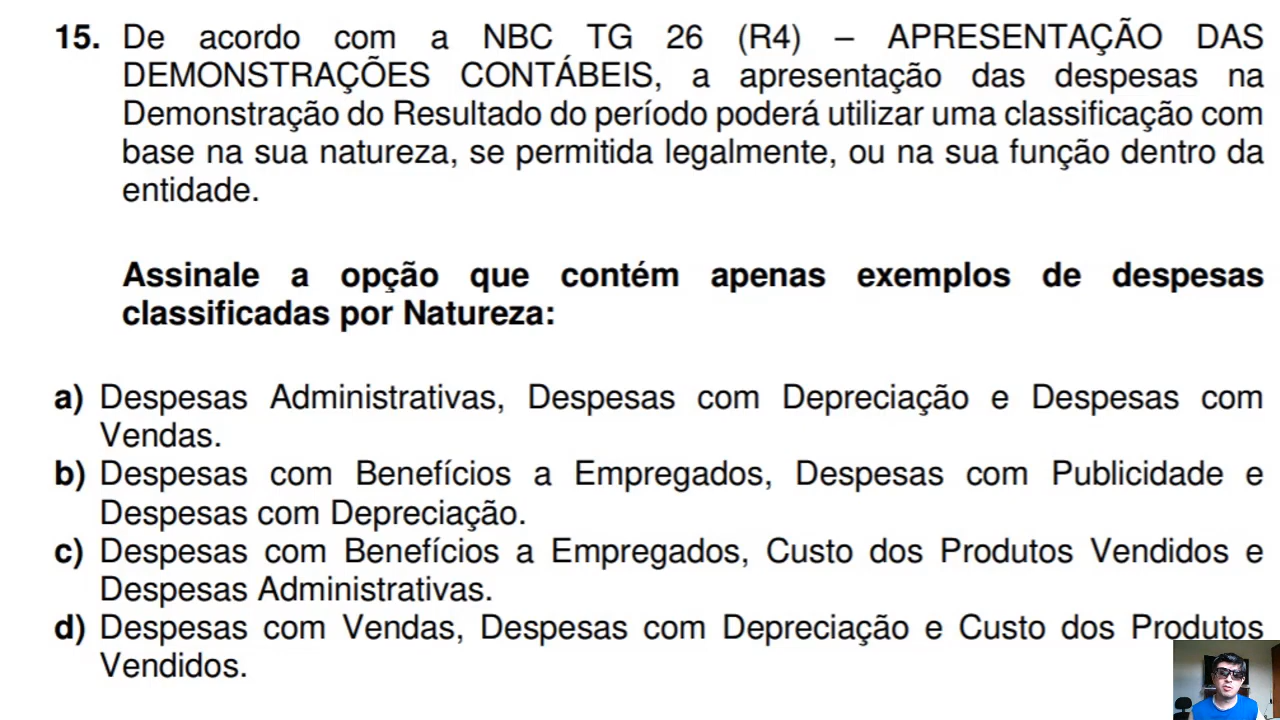 15. De acordo com a NBC TG 26 (R4) – APRESENTAÇÃO DAS
DEMONSTRAÇÕES CONTÁBEIS, a apresentação das despesas na
Demonstração do Resultado do período poderá utilizar uma classificação com
base na sua natureza, se permitida legalmente, ou na sua função dentro da
entidade.
Assinale a opção que contém apenas exemplos de despesas
classificadas por Natureza:
a) Despesas Administrativas, Despesas com Depreciação e Despesas com
Vendas.
b) Despesas com Benefícios a Empregados, Despesas com Publicidade e
Despesas com Depreciação.
c) Despesas com Benefícios a Empregados, Custo dos Produtos Vendidos e
Despesas Administrativas.
d) Despesas com Vendas, Despesas com Depreciação e Custo dos Produtos
Vendidos.